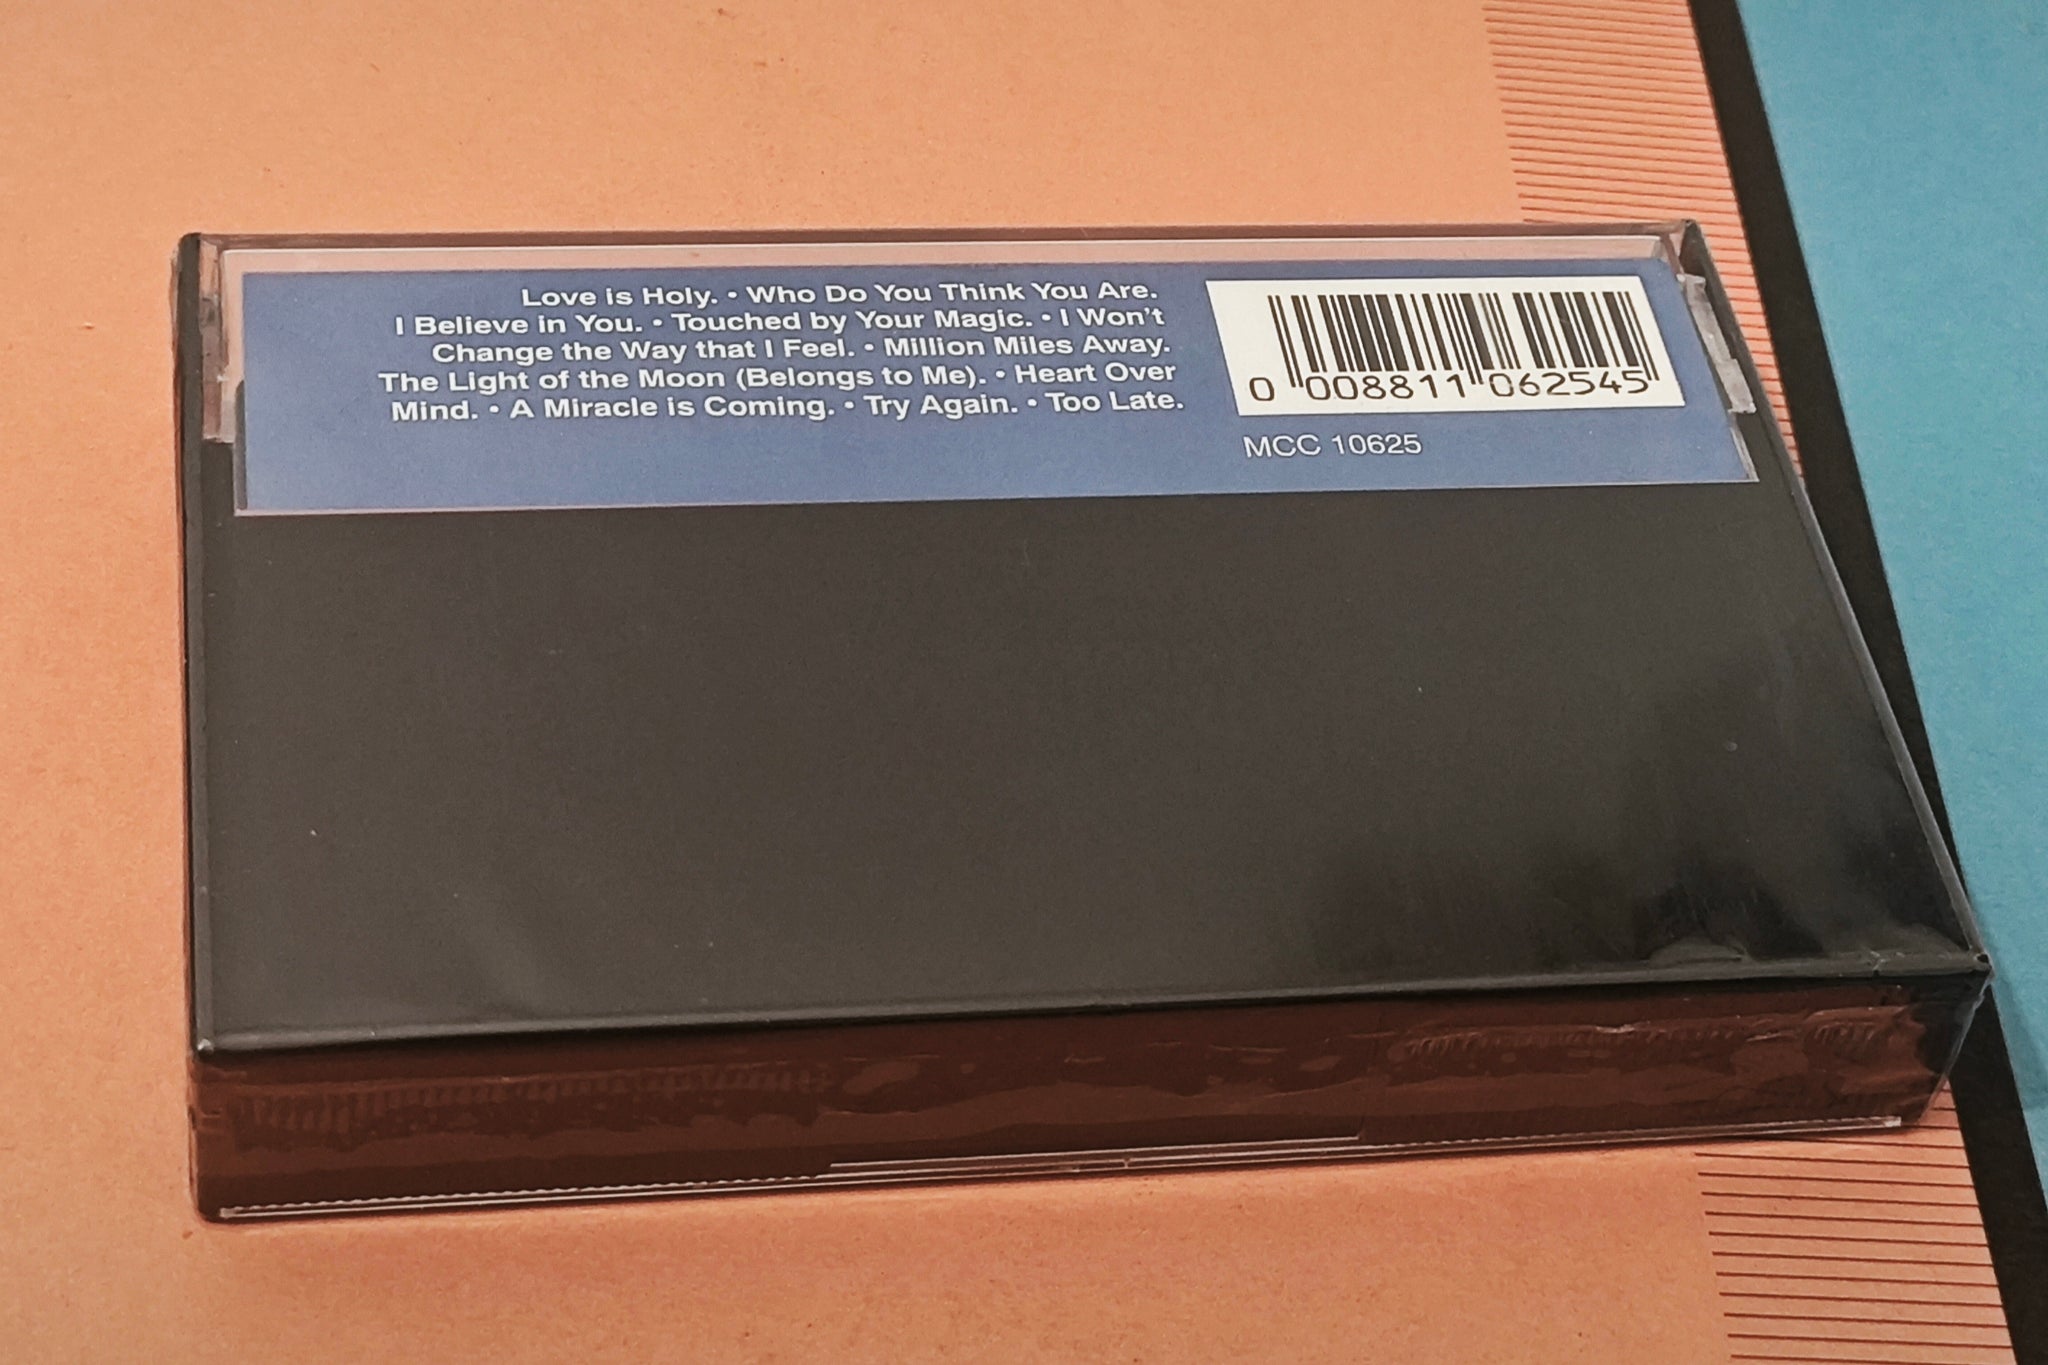 Love is Holy. • Who Do You Think You Are.
I Believe in You. • Touched by Your Magic. • I Won't
Change the Way that I Feel. • Million Miles Away.
The Light of the Moon (Belongs to Me). • Heart Over
Mind. • A Miracle is Coming. • Try Again. • Too Late.
0 008811 062545
MCC 10625